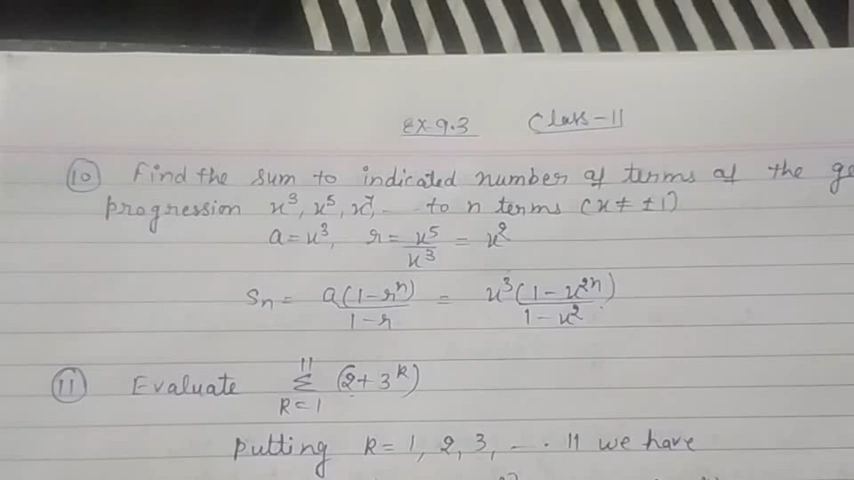 Ex 9.3 Class-11
(10) Find the sum to indicated number of terms of the
progression x³, x⁵, x⁷, .. to n terms (x ≠ ±1)
a = x³, r = x⁵/x³ = x²
Sn = a(1-rⁿ)/1-r = x³(1-x²ⁿ)/1-x²
(11) Evaluate 11Σk=1 (2+3ᵏ)
Putting k = 1, 2, 3, ... 11 we have